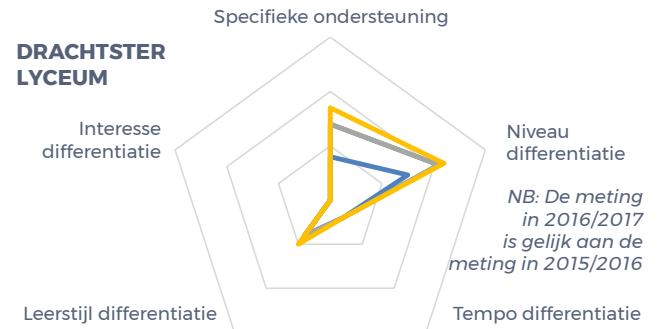 Specifieke ondersteuning
DRACHTSTER
LYCEUM
Interesse
differentiatie
Niveau
differentiatie
NB: De meting
in 2016/2017
is gelijk aan de
meting in 2015/2016
Leerstijl differentiatie
Tempo differentiatie